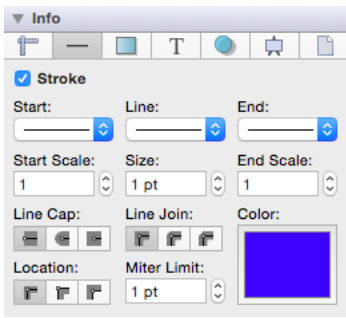 Info
T
Stroke
Start: Line: End:
Start Scale: Size: End Scale:
1 1 pt 1
Line Cap: Line Join: Color:
Location: Miter Limit:
1 pt